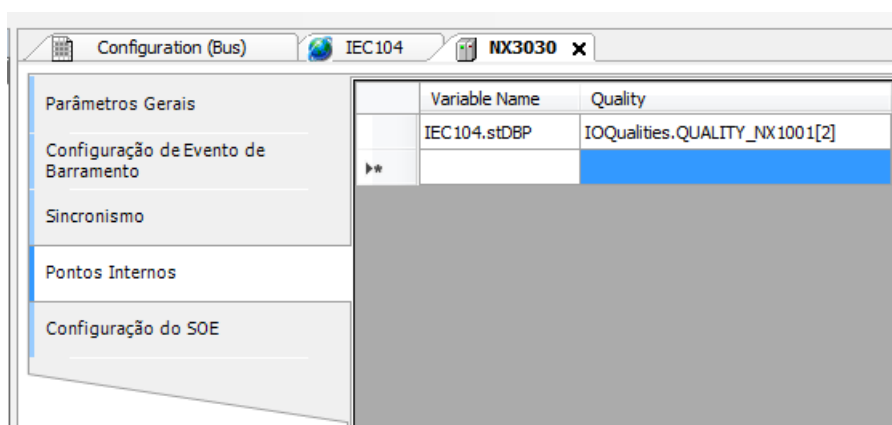 Configuration (Bus) IEC104 NX3030
Parâmetros Gerais
Configuração de Evento de
Barramento
Sincronismo
Pontos Internos
Configuração do SOE
Variable Name Quality
IEC104.stDBP IOQualities.QUALITY_NX1001[2]